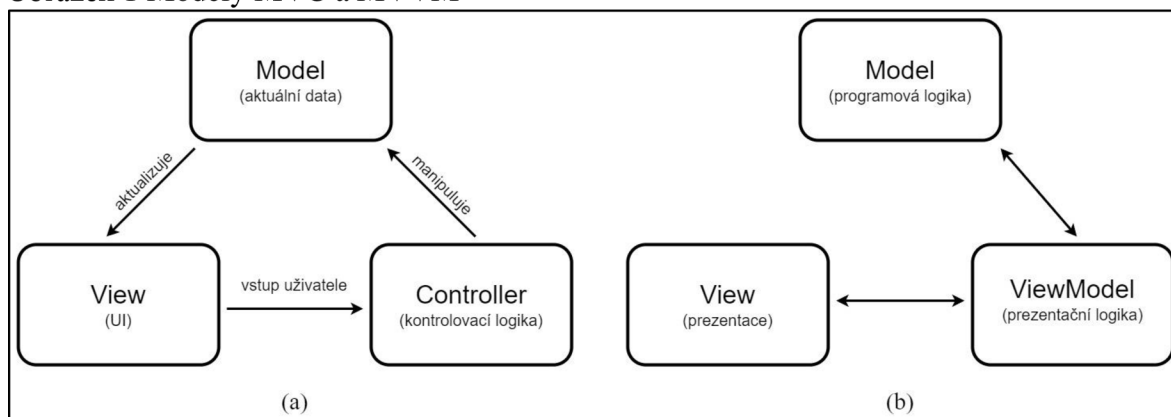 Obrázek 1 Modely MVC a MVVM
Model
(aktuální data)
aktualizuje
manipuluje
View
(UI)
vstup uživatele
Controller
(kontrolovací logika)
(a)
Model
(programová logika)
View
(prezentace)
ViewModel
(prezentační logika)
(b)